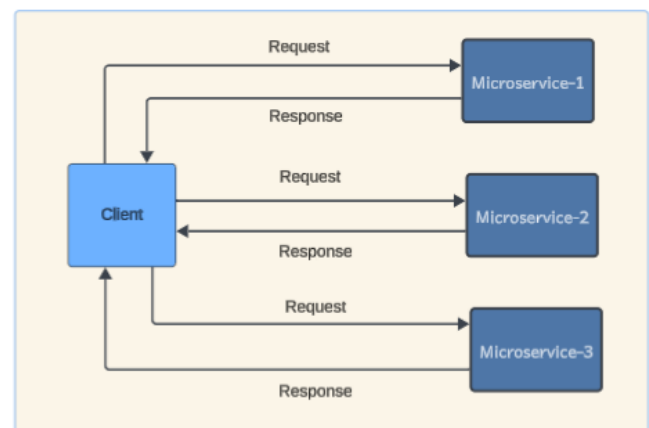 Request
Microservice-1
Response
Request
Client
Microservice-2
Response
Request
Microservice-3
Response